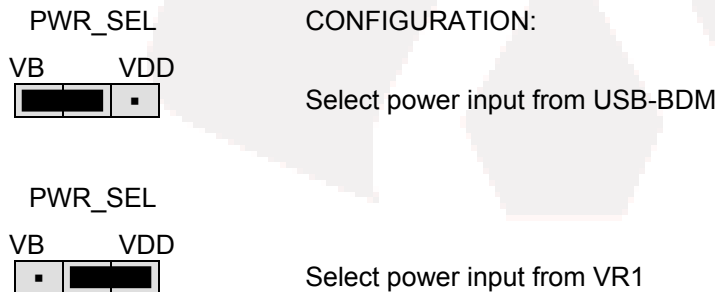 PWR_SEL CONFIGURATION:
VB VDD
Select power input from USB-BDM
PWR_SEL
VB VDD
Select power input from VR1